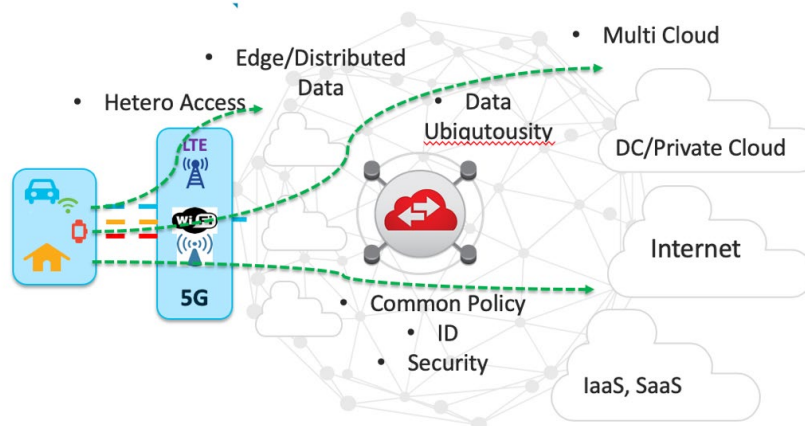 • Multi Cloud
• Edge/Distributed
Data
• Hetero Access
• Data
Ubiqutousity
LTE
DC/Private Cloud
Wi Fi
Internet
5G
• Common Policy
• ID
• Security
IaaS, SaaS